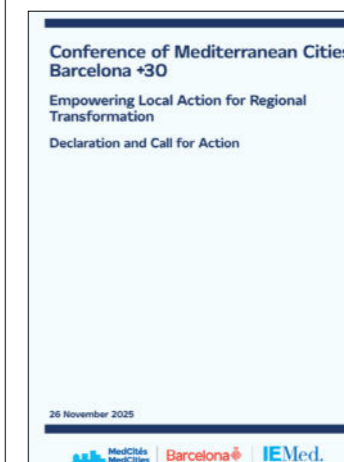 Conference of Mediterranean Cities
Barcelona +30
Empowering Local Action for Regional
Transformation
Declaration and Call for Action
26 November 2025
MedCités
MedCities
Barcelona
IEMed.